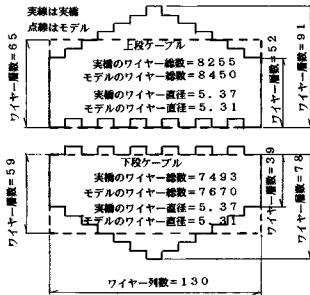 実線は実橋
点線はモデル
ワイヤー層数=65
上段ケーブル
実橋のワイヤー総数=8255
モデルのワイヤー総数=8450
実橋のワイヤー直径=5.37
モデルのワイヤー直径=5.31
ワイヤー層数=52
ワイヤー層数=91
ワイヤー層数=59
下段ケーブル
実橋のワイヤー総数=7493
モデルのワイヤー総数=7670
実橋のワイヤー直径=5.37
モデルのワイヤー直径=5.31
ワイヤー層数=39
ワイヤー層数=78
ワイヤー列数=130